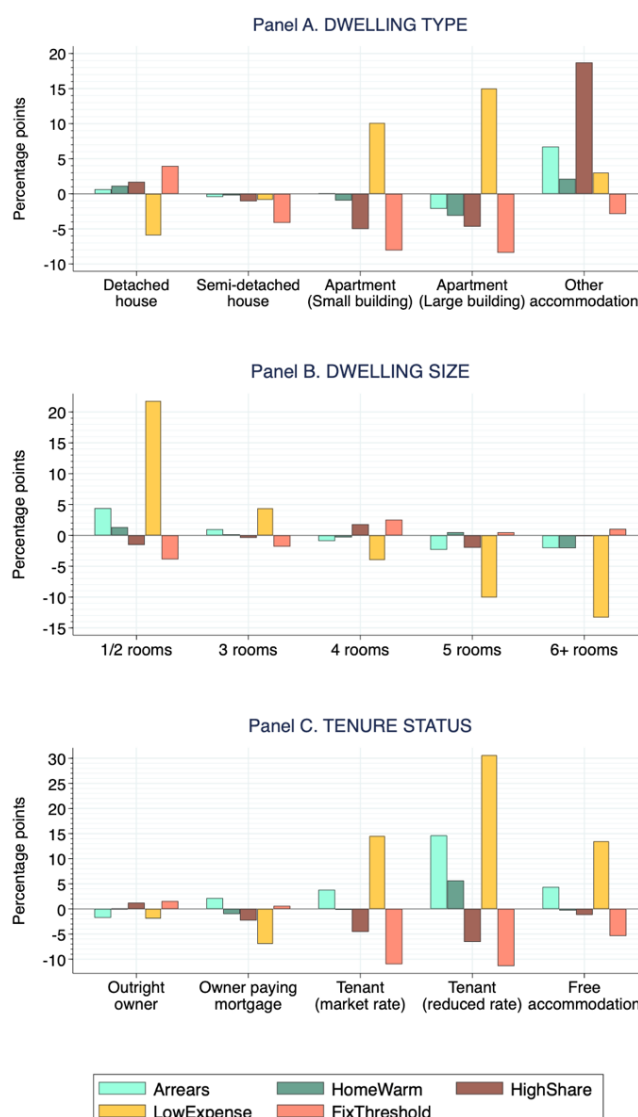 Panel A. DWELLING TYPE
Percentage points
20
15
10
5
0
-5
-10
Detached house
Semi-detached house
Apartment (Small building)
Apartment (Large building)
Other accommodation
Panel B. DWELLING SIZE
Percentage points
20
15
10
5
0
-5
-10
-15
1/2 rooms
3 rooms
4 rooms
5 rooms
6+ rooms
Panel C. TENURE STATUS
Percentage points
30
25
20
15
10
5
0
-5
-10
Outright owner
Owner paying mortgage
Tenant (market rate)
Tenant (reduced rate)
Free accommodation
Arrears
HomeWarm
HighShare
LowExpense
FixThreshold